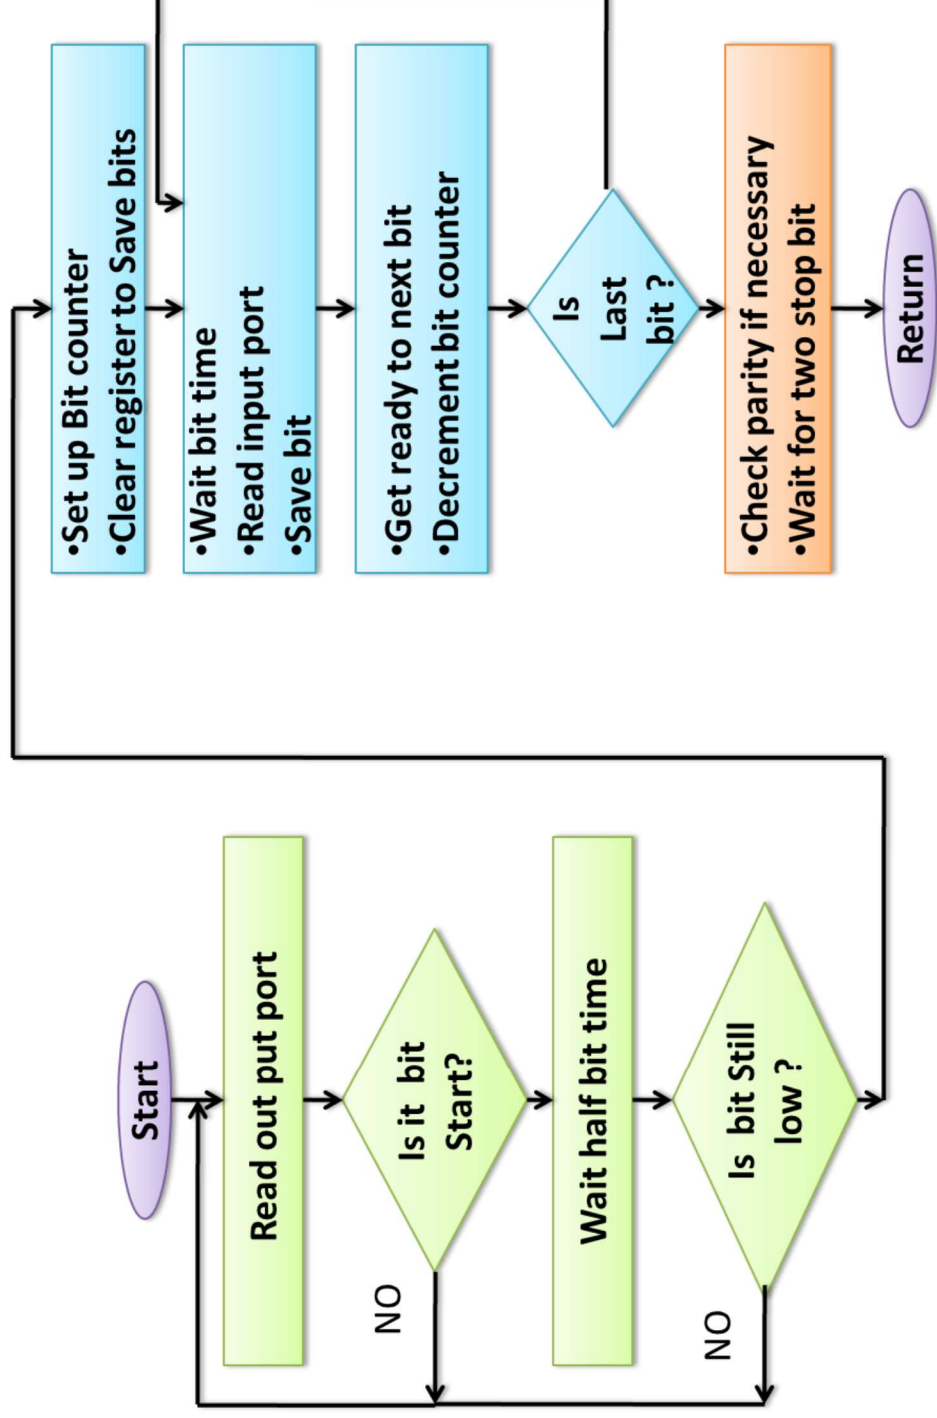 Start
Read out put port
Is it bit
Start?
NO
Wait half bit time
Is bit Still
low ?
NO
•Set up Bit counter
•Clear register to Save bits
•Wait bit time
•Read input port
•Save bit
•Get ready to next bit
•Decrement bit counter
Is
Last
bit ?
•Check parity if necessary
•Wait for two stop bit
Return